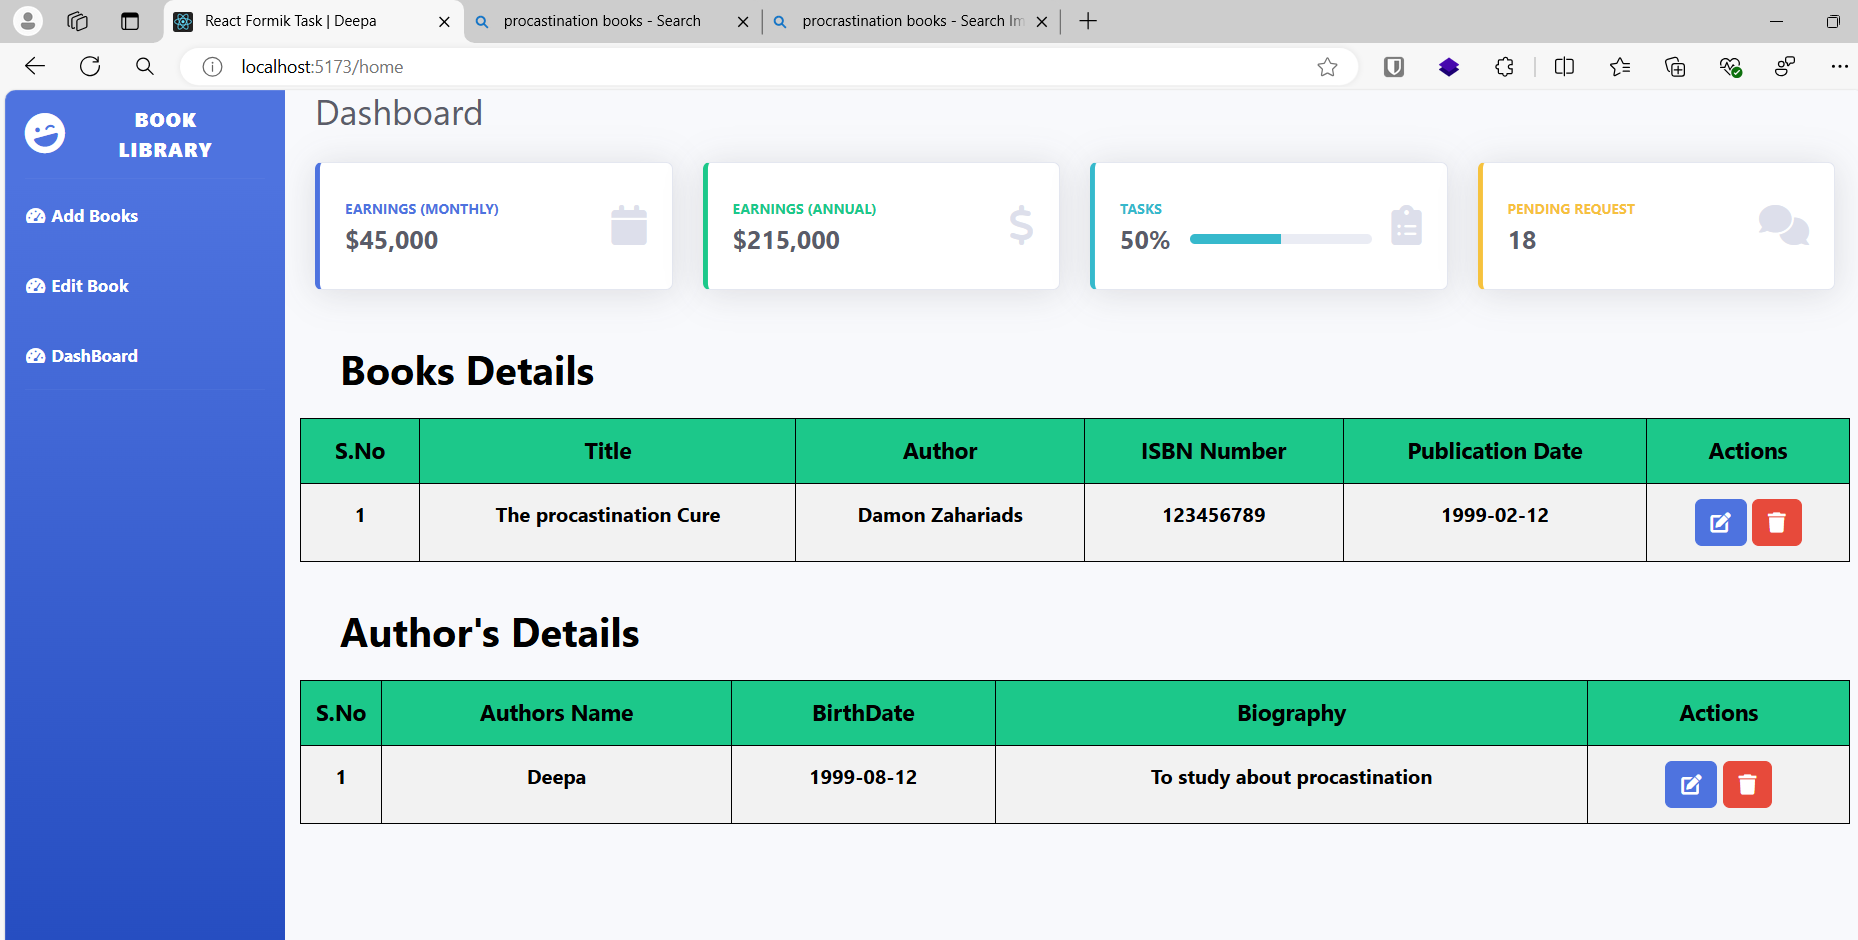 React Formik Task | Deepa
procastination books - Search
procrastination books - Search Im
localhost:5173/home
BOOK
LIBRARY
Add Books
Edit Book
DashBoard
Dashboard
EARNINGS (MONTHLY)
$45,000
EARNINGS (ANNUAL)
$215,000
TASKS
50%
PENDING REQUEST
18
Books Details
S.No Title Author ISBN Number Publication Date Actions
1 The procastination Cure Damon Zahariads 123456789 1999-02-12
Author's Details
S.No Authors Name BirthDate Biography Actions
1 Deepa 1999-08-12 To study about procastination